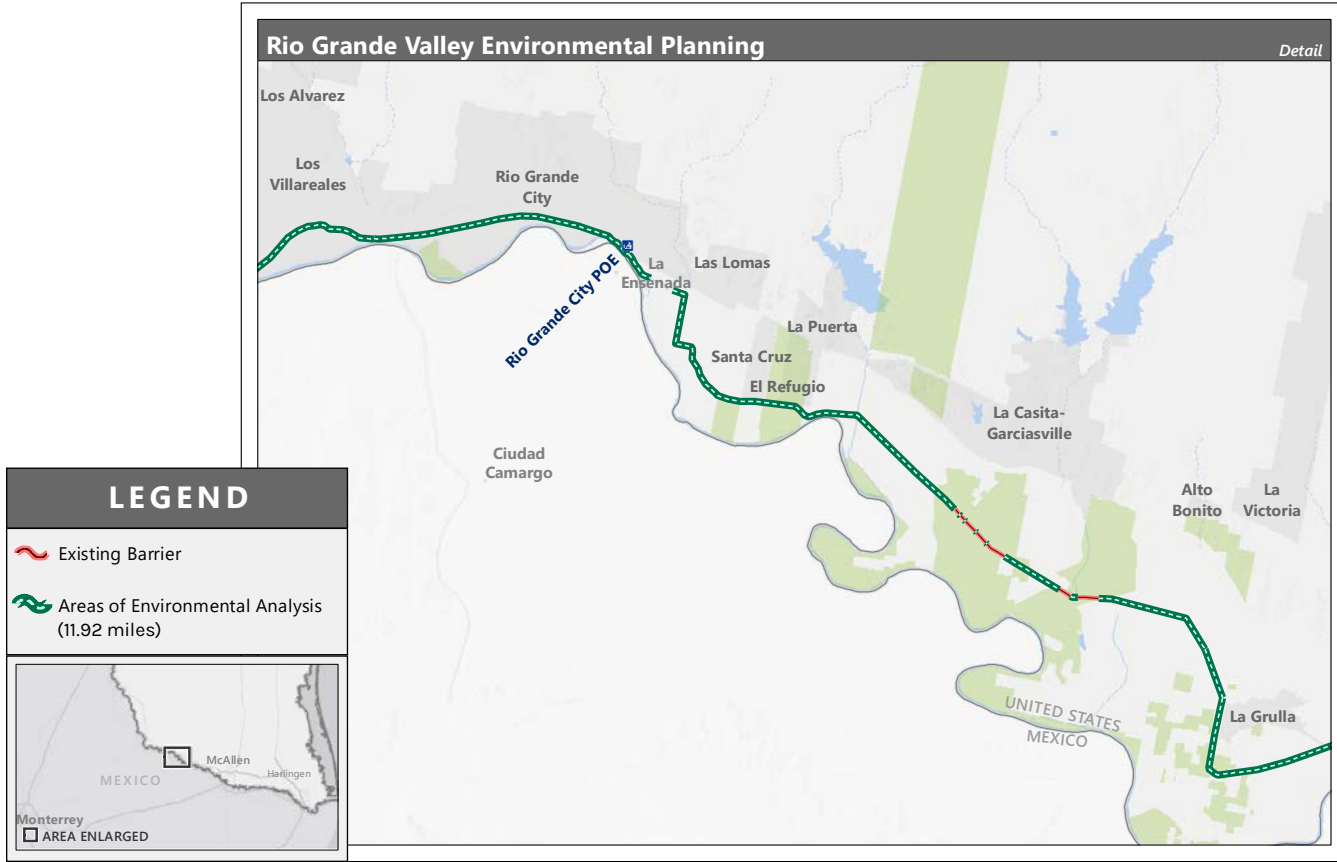 Rio Grande Valley Environmental Planning
Detail
Los Alvarez
Los
Villareales
Rio Grande
City
Rio Grande City POE
La
Ensenada
Las Lomas
La Puerta
Santa Cruz
El Refugio
La Casita-
Garciasville
Ciudad
Camargo
Alto
Bonito
La
Victoria
UNITED STATES
MEXICO
La Grulla
LEGEND
Existing Barrier
Areas of Environmental Analysis
(11.92 miles)
McAllen
Harlingen
MEXICO
Monterrey
AREA ENLARGED